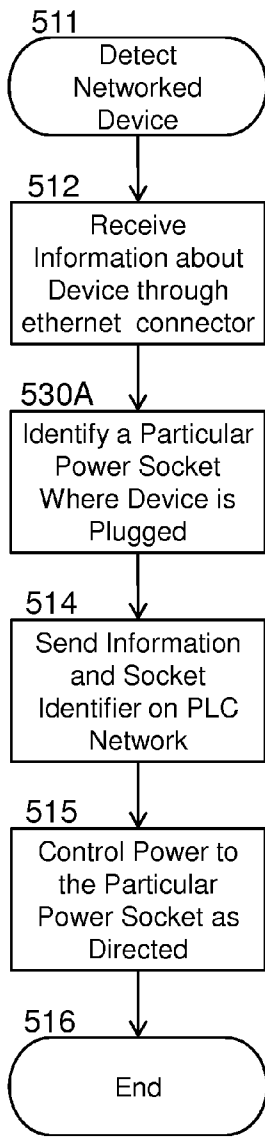 511
Detect
Networked
Device
512
Receive
Information about
Device through
ethernet connector
530A
Identify a Particular
Power Socket
Where Device is
Plugged
514
Send Information
and Socket
Identifier on PLC
Network
515
Control Power to
the Particular
Power Socket as
Directed
516
End